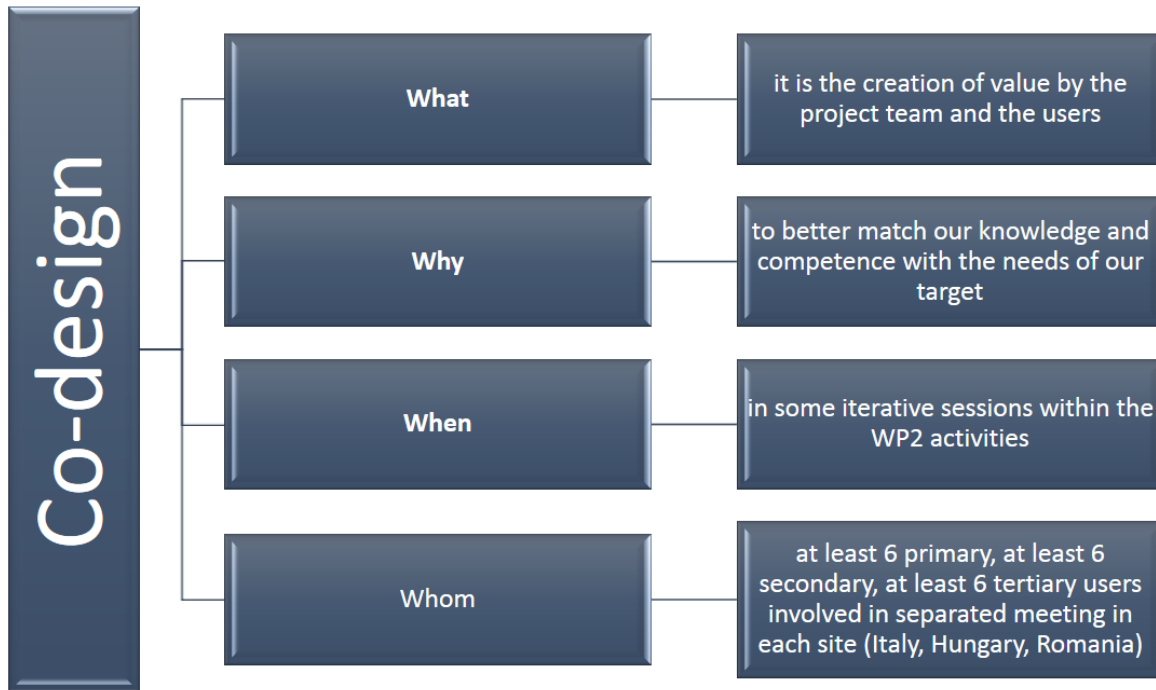 Co-design
What
it is the creation of value by the
project team and the users
Why
to better match our knowledge and
competence with the needs of our
target
When
in some iterative sessions within the
WP2 activities
Whom
at least 6 primary, at least 6
secondary, at least 6 tertiary users
involved in separated meeting in
each site (Italy, Hungary, Romania)